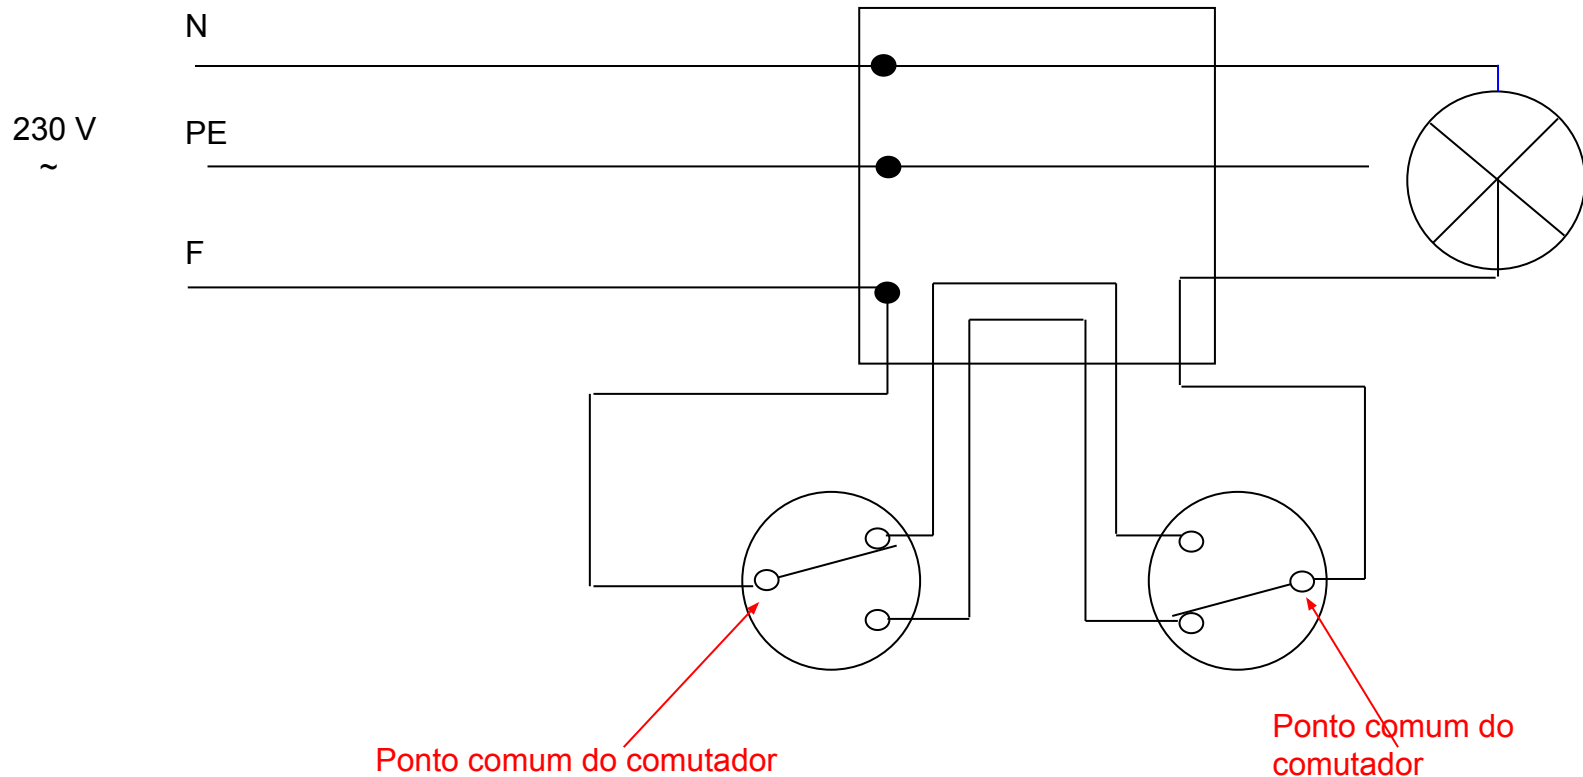 N
230 V
~
PE
F
Ponto comum do comutador
Ponto comum do
comutador